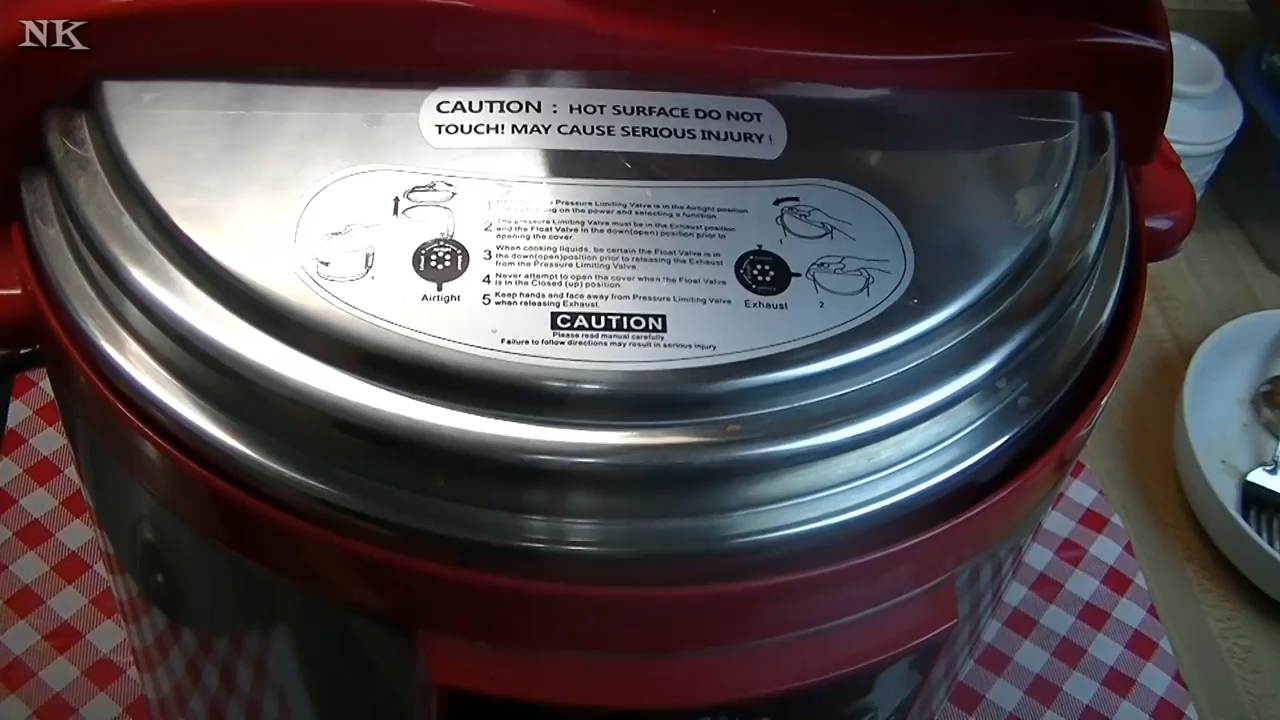 NK
CAUTION : HOT SURFACE DO NOT
TOUCH! MAY CAUSE SERIOUS INJURY!
1 Pressure Limiting Valve is in the Airtight position
on the power and selecting a function.
2 The pressure Limiting Valve must be in the Exhaust position
and the Float Valve in the down(open) position prior to
opening the cover.
3 When cooking liquids, be certain the Float Valve is in
the down(open)position prior to releasing the Exhaust
from the Pressure Limiting Valve.
4 Never attempt to open the cover when the Float Valve
is in the Closed (up) position
5 Keep hands and face away from Pressure Limiting Valve
when releasing Exhaust.
Airtight
Exhaust
1
2
CAUTION
Please read manual carefully.
Failure to follow directions may result in serious injury